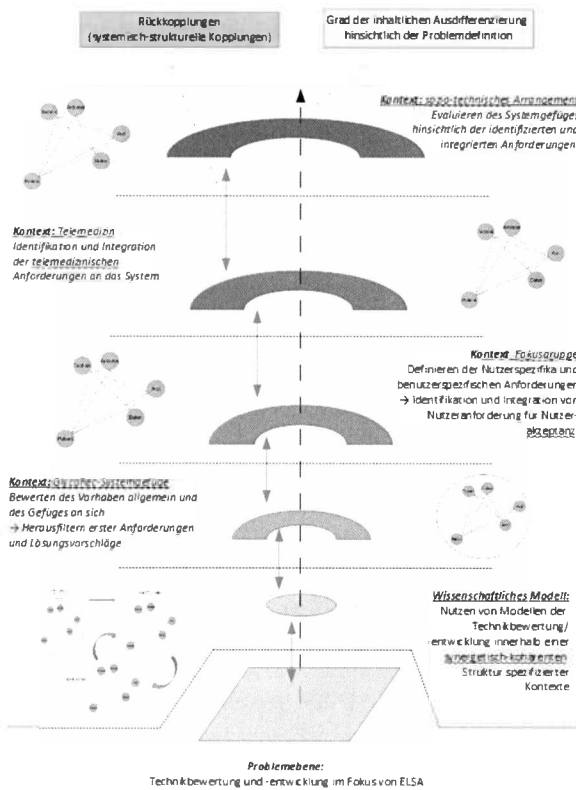 Rückkopplungen
(systemisch-strukturelle Kopplungen)
Grad der inhaltlichen Ausdifferenzierung
hinsichtlich der Problemdefinition
Kontext: sozio-technisches Arrangement
Evaluieren des Systemgefüges
hinsichtlich der identifizierten und
integrierten Anforderungen
Kontext: Telemedizin
Identifikation und Integration
der telemedizinischen
Anforderungen an das System
Kontext: Fokusgruppe
Definieren der Nutzerspezifika und
benutzerspezifischen Anforderungen
→ Identifikation und Integration von
Nutzeranforderung für Nutzer-
akzeptanz
Kontext:
Bewerten des Vorhaben allgemein und
des Gefüges an sich
→ Herausfiltern erster Anforderungen
und Lösungsvorschläge
Wissenschaftliches Modell:
Nutzen von Modellen der
Technikbewertung/
-entwicklung innerhalb einer
synergetisch-kohärenten
Struktur spezifizierter
Kontexte
Problemebene:
Technikbewertung und -entwicklung im Fokus von ELSA